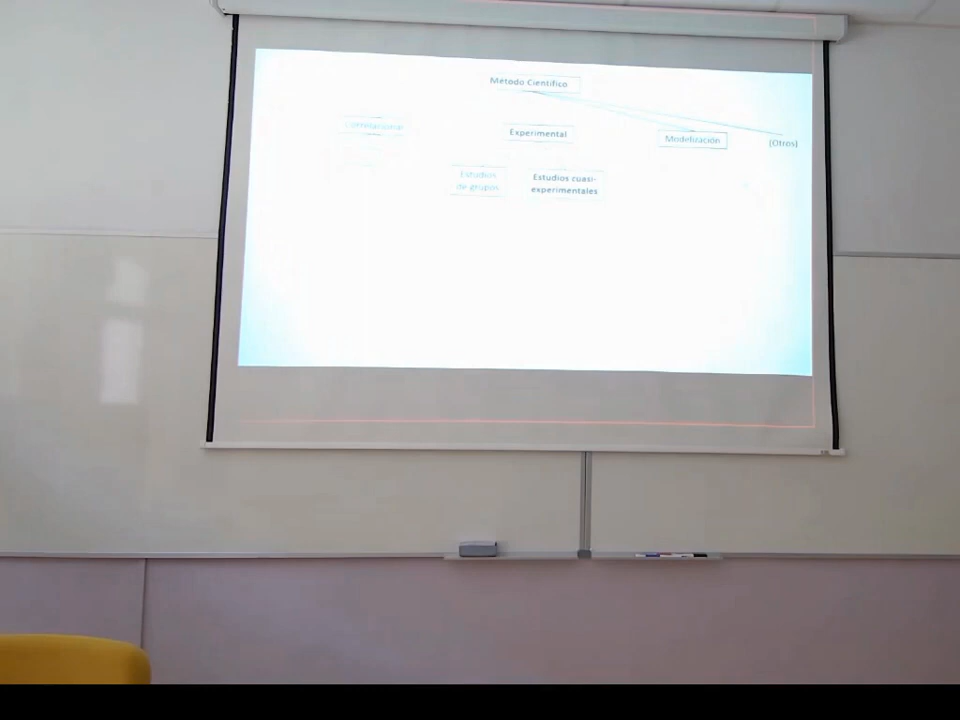 Método Científico
Correlacional
Experimental
Modelización
(Otros)
Estudios
de grupos
Estudios cuasi-
experimentales